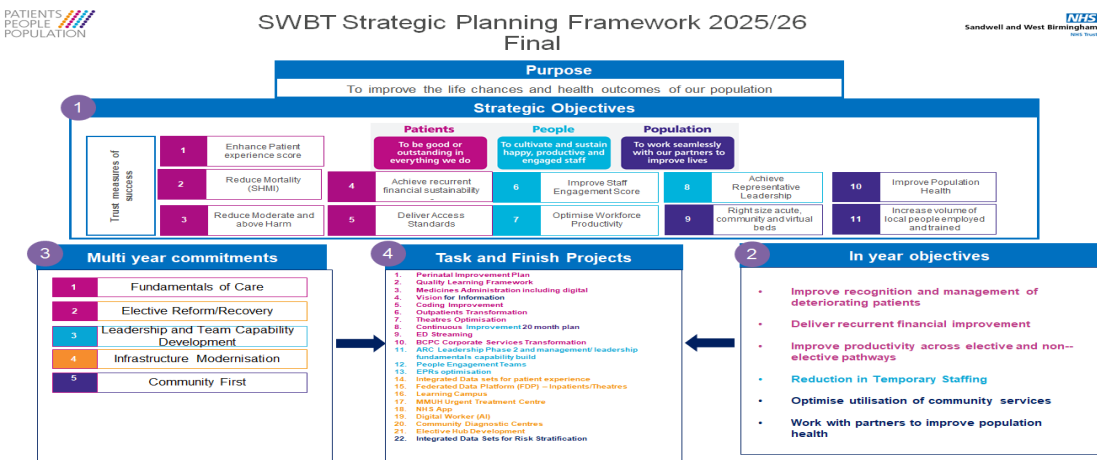 PATIENTS
PEOPLE
POPULATION
SWBT Strategic Planning Framework 2025/26
Final
NHS
Sandwell and West Birmingham
NHS Trust
Purpose
To improve the life chances and health outcomes of our population
1
Strategic Objectives
Trust measures of
success
Patients
To be good or
outstanding in
everything we do
People
To cultivate and sustain
happy, productive and
engaged staff
Population
To work seamlessly
with our partners to
improve lives
1
Enhance Patient
experience score
2
Reduce Mortality
(SHMI)
3
Reduce Moderate and
above Harm
4
Achieve recurrent
financial sustainability
-
5
Deliver Access
Standards
6
Improve Staff
Engagement Score
7
Optimise Workforce
Productivity
8
Achieve
Representative
Leadership
9
Right size acute,
community and virtual
beds
10
Improve Population
Health
11
Increase volume of
local people employed
and trained
3
Multi year commitments
1 Fundamentals of Care
2 Elective Reform/Recovery
3 Leadership and Team Capability
Development
4 Infrastructure Modernisation
5 Community First
4
Task and Finish Projects
1. Perinatal Improvement Plan
2. Quality Learning Framework
3. Medicines Administration including digital
4. Vision for Information
5. Coding Improvement
6. Outpatients Transformation
7. Theatres Optimisation
8. Continuous Improvement 20 month plan
9. ED Streaming
10. BCPC Corporate Services Transformation
11. ARC Leadership Phase 2 and management/ leadership
fundamentals capability build
12. People Engagement Teams
13. EPRs optimisation
14. Integrated Data sets for patient experience
15. Federated Data Platform (FDP) – Inpatients/Theatres
16. Learning Campus
17. MMUH Urgent Treatment Centre
18. NHS App
19. Digital Worker (AI)
20. Community Diagnostic Centres
21. Elective Hub Development
22. Integrated Data Sets for Risk Stratification
2
In year objectives
• Improve recognition and management of
deteriorating patients
• Deliver recurrent financial improvement
• Improve productivity across elective and non--
elective pathways
• Reduction in Temporary Staffing
• Optimise utilisation of community services
• Work with partners to improve population
health